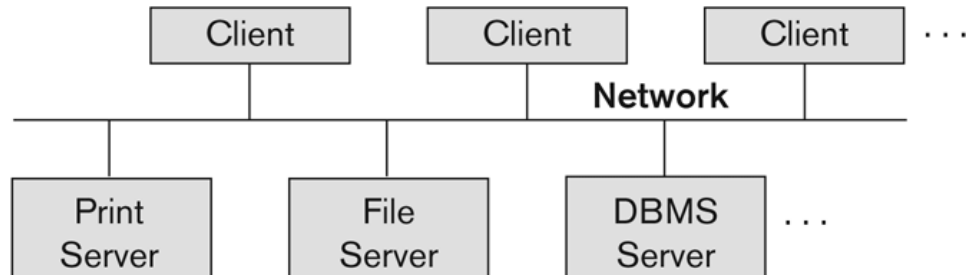 Client Client Client . . .
Network
Print File DBMS . . .
Server Server Server